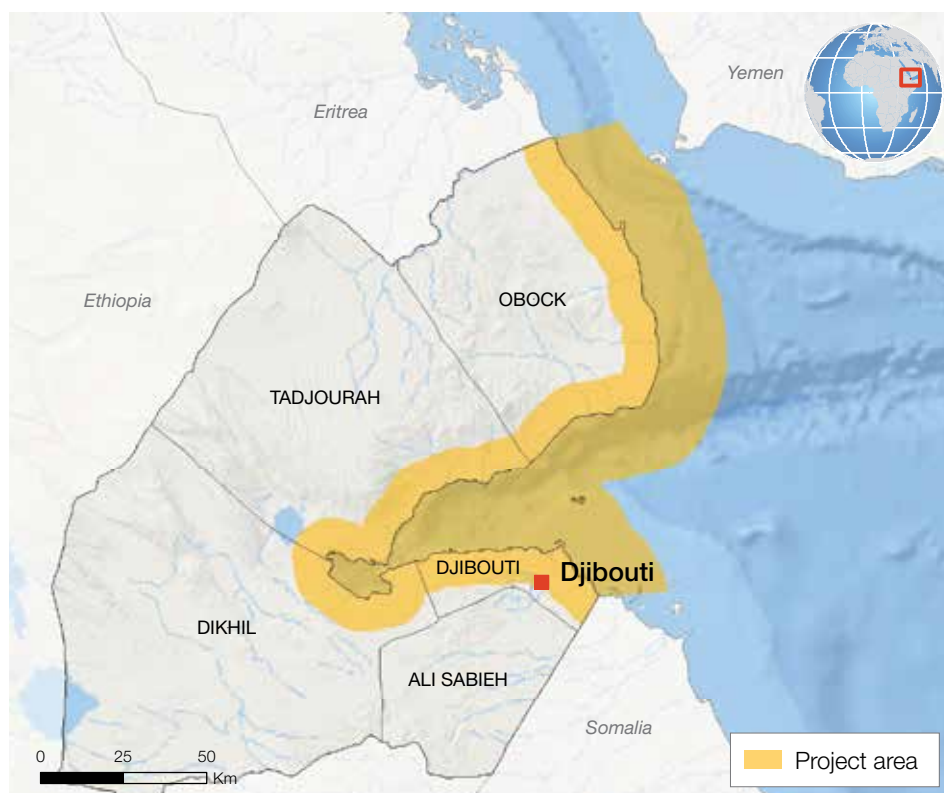 Yemen
Eritrea
Ethiopia
OBOCK
TADJOURAH
DJIBOUTI
Djibouti
DIKHIL
ALI SABIEH
Somalia
0 25 50
Km
Project area